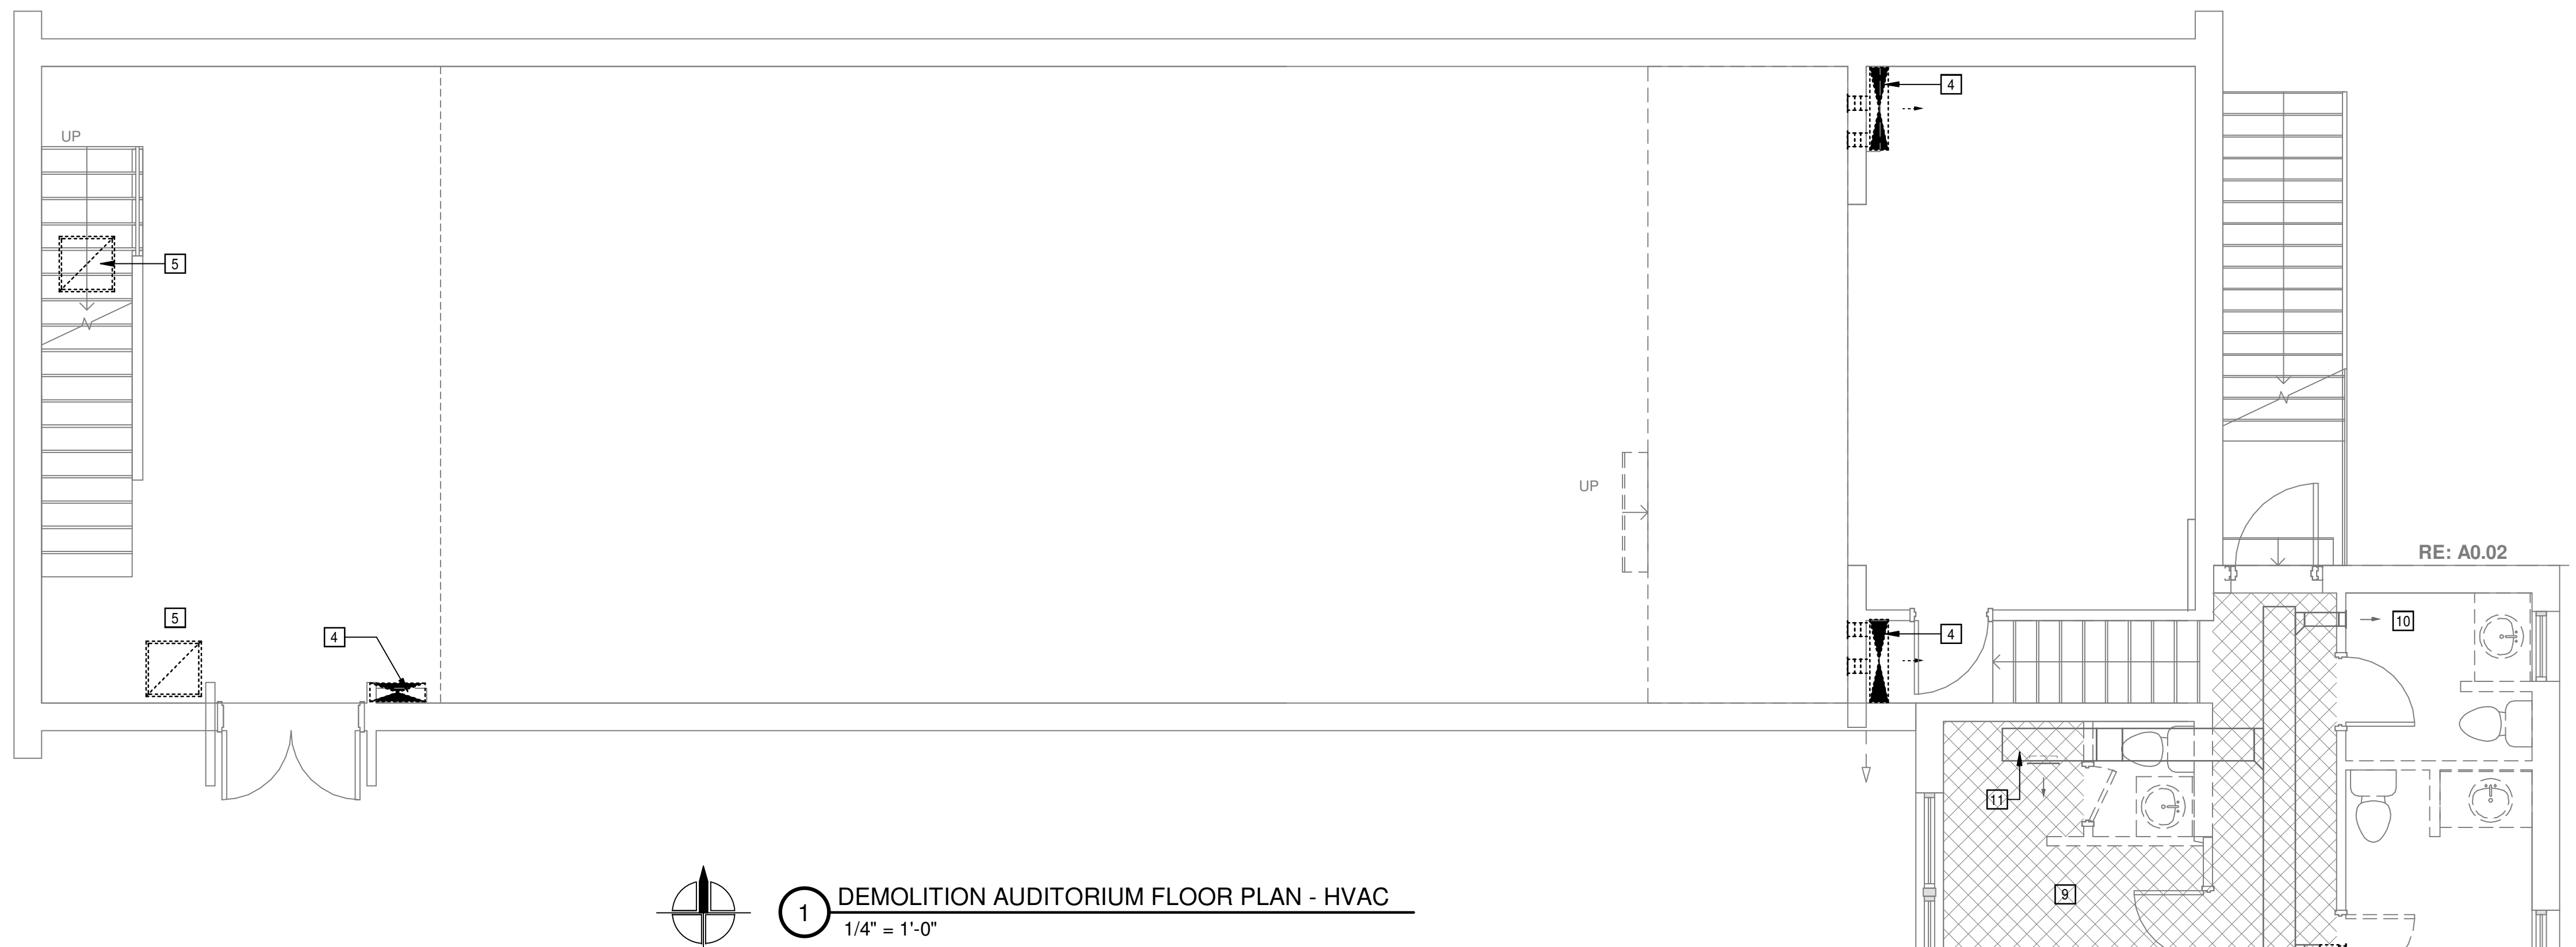 4
UP
5
UP
RE: A0.02
5
4
4
10
11
9
1
DEMOLITION AUDITORIUM FLOOR PLAN - HVAC
1/4" = 1'-0"